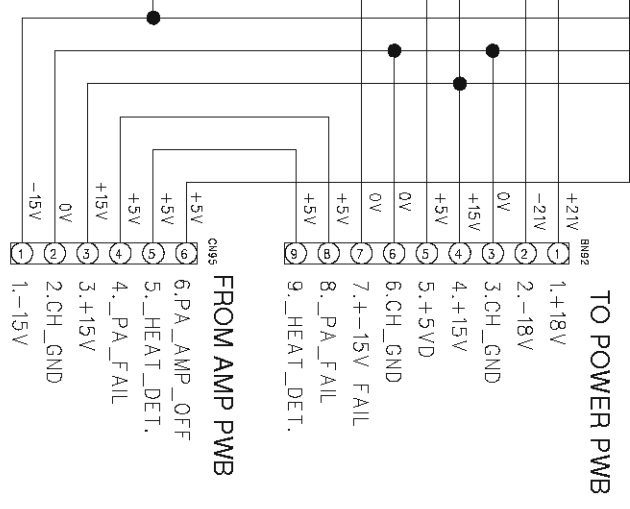 -15V
0V
+15V
+5V
+5V
+5V
+5V
+5V
0V
0V
+5V
+15V
0V
-21V
+21V
CN95
BN92
1
2
3
4
5
6
9
8
7
6
5
4
3
2
1
1.-15V
2.CH_GND
3.+15V
4._PA_FAIL
5._HEAT_DET.
6.PA_AMP_OFF
FROM AMP PWB
9._HEAT_DET.
8._PA_FAIL
7.+-15V FAIL
6.CH_GND
5.+5VD
4.+15V
3.CH_GND
2.-18V
1.+18V
TO POWER PWB